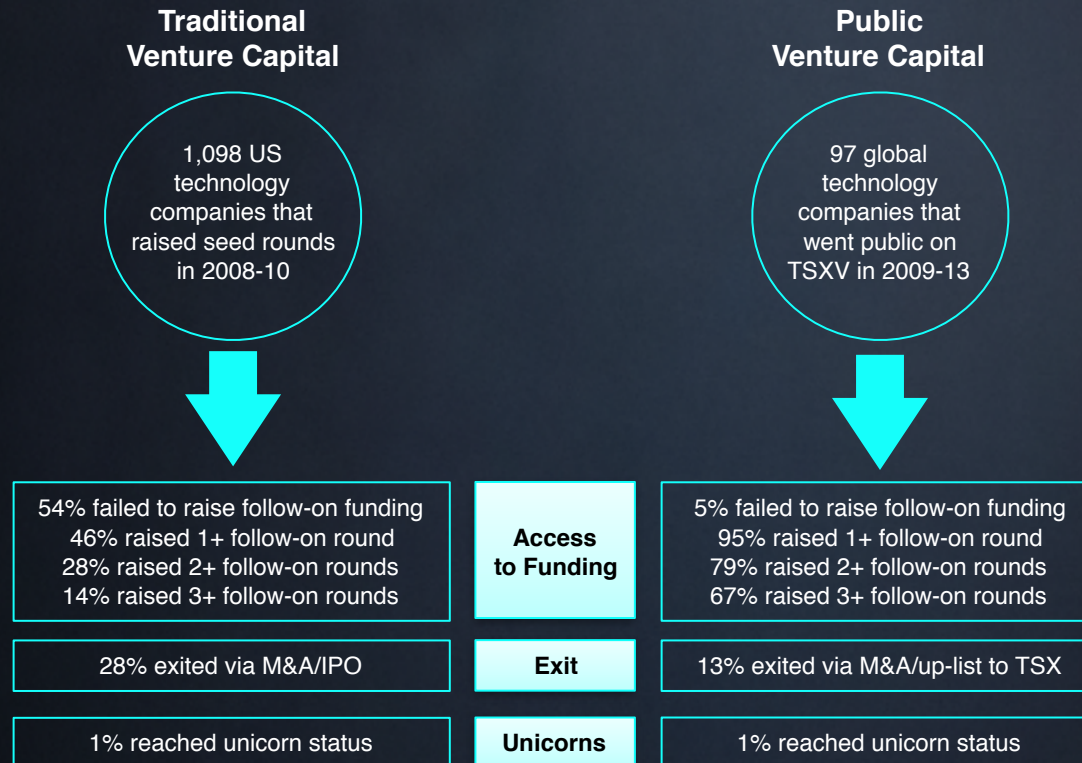 Traditional
Venture Capital
Public
Venture Capital
1,098 US
technology
companies that
raised seed rounds
in 2008-10
97 global
technology
companies that
went public on
TSXV in 2009-13
54% failed to raise follow-on funding
46% raised 1+ follow-on round
28% raised 2+ follow-on rounds
14% raised 3+ follow-on rounds
Access
to Funding
5% failed to raise follow-on funding
95% raised 1+ follow-on round
79% raised 2+ follow-on rounds
67% raised 3+ follow-on rounds
28% exited via M&A/IPO
Exit
13% exited via M&A/up-list to TSX
1% reached unicorn status
Unicorns
1% reached unicorn status